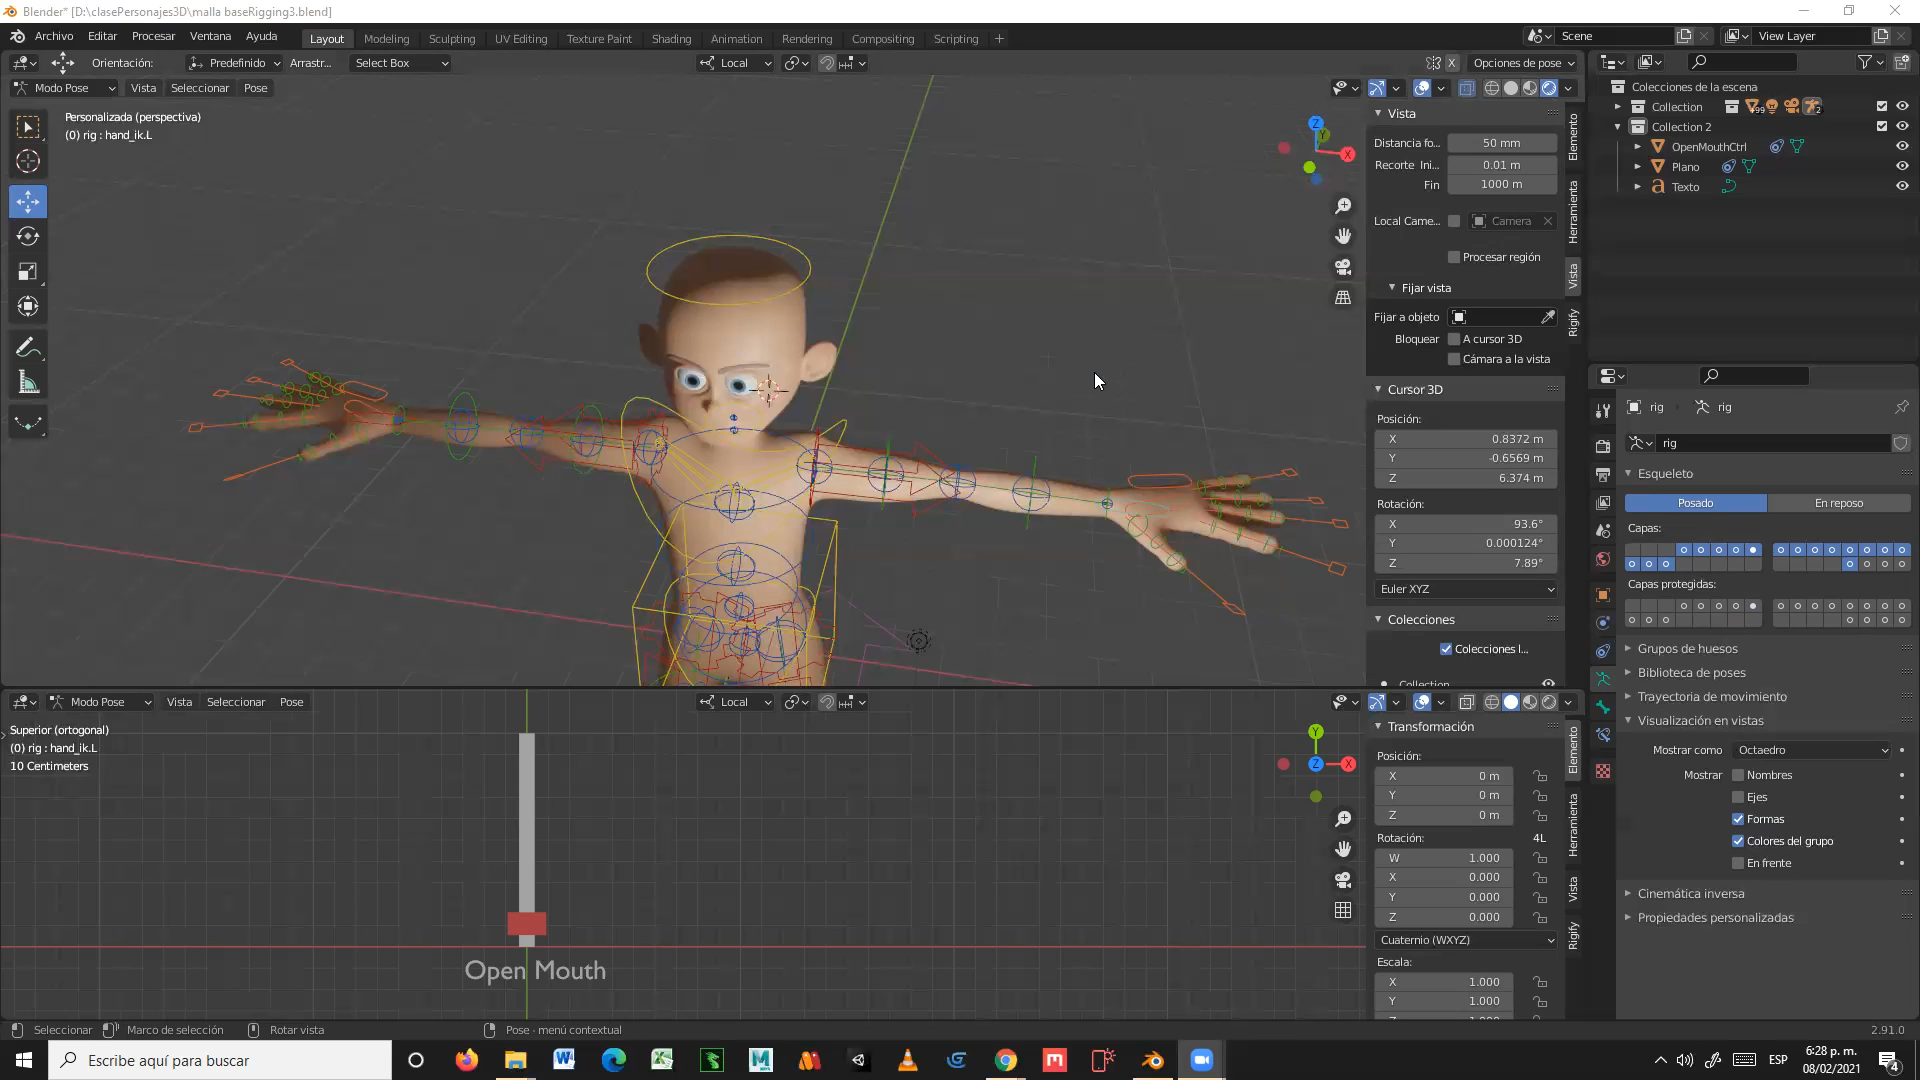 Blender* [D:\clasePersonajes3D\malla baseRigging3.blend]
Archivo Editar Procesar Ventana Ayuda
Layout Modeling Sculpting UV Editing Texture Paint Shading Animation Rendering Compositing Scripting +
Scene
View Layer
Orientación: Predefinido Arrastr... Select Box
Local
X Opciones de pose
Modo Pose Vista Seleccionar Pose
Personalizada (perspectiva)
(0) rig : hand_ik.L
Z
Y
X
Vista
Distancia fo... 50 mm
Recorte Ini... 0.01 m
Fin 1000 m
Local Came... Camera
Procesar región
Fijar vista
Fijar a objeto
Bloquear A cursor 3D
Cámara a la vista
Cursor 3D
Posición:
X 0.8372 m
Y -0.6569 m
Z 6.374 m
Rotación:
X 93.6°
Y 0.000124°
Z 7.89°
Euler XYZ
Colecciones
Colecciones l...
Collection
Elemento
Herramienta
Vista
Rigify
Colecciones de la escena
Collection 99 2
Collection 2
OpenMouthCtrl
Plano
Texto
rig rig
rig
Esqueleto
Posado En reposo
Capas:
Capas protegidas:
Grupos de huesos
Biblioteca de poses
Trayectoria de movimiento
Visualización en vistas
Mostrar como Octaedro
Mostrar Nombres
Ejes
Formas
Colores del grupo
En frente
Cinemática inversa
Propiedades personalizadas
Modo Pose Vista Seleccionar Pose
Local
Superior (ortogonal)
(0) rig : hand_ik.L
10 Centimeters
Open Mouth
Y
Z
X
Transformación
Posición:
X 0 m
Y 0 m
Z 0 m
Rotación: 4L
W 1.000
X 0.000
Y 0.000
Z 0.000
Cuaternio (WXYZ)
Escala:
X 1.000
Y 1.000
Elemento
Herramienta
Vista
Rigify
Seleccionar Marco de selección Rotar vista Pose - menú contextual
2.91.0
Escribe aquí para buscar
ESP
6:28 p. m.
08/02/2021
4